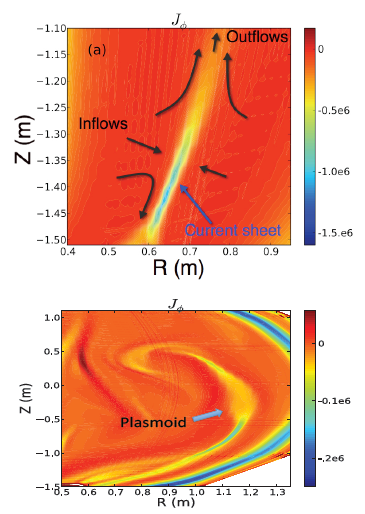 J_ϕ
(a)
Outflows
Inflows
Current sheet
Z (m)
−1.10
−1.15
−1.20
−1.25
−1.30
−1.35
−1.40
−1.45
−1.50
0.4 0.5 0.6 0.7 0.8 0.9
R (m)
0
−0.5e6
−1.0e6
−1.5e6
J_ϕ
Plasmoid
Z (m)
1.0
0.5
0.0
−0.5
−1.0
−1.5
0.5 0.6 0.7 0.8 0.9 1.0 1.1 1.2 1.3
R (m)
0
−0.1e6
.2e6